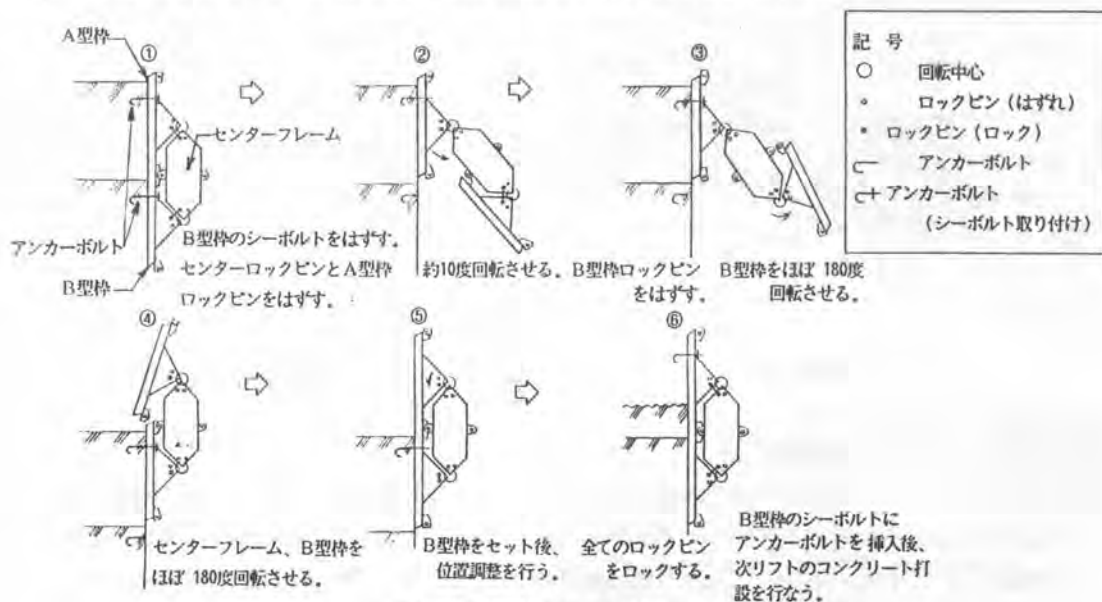 A型枠
①
センターフレーム
アンカーボルト
B型枠
B型枠のシーボルトをはずす。
センターロックピンとA型枠
ロックピンをはずす。
②
約10度回転させる。
③
B型枠ロックピン
をはずす。
B型枠をほぼ 180度
回転させる。
記 号
回転中心
ロックピン (はずれ)
ロックピン (ロック)
アンカーボルト
アンカーボルト
(シーボルト取り付け)
④
センターフレーム、B型枠を
ほぼ 180度回転させる。
⑤
B型枠をセット後、
位置調整を行う。
⑥
全てのロックピン
をロックする。
B型枠のシーボルトに
アンカーボルトを 挿入後、
次リフトのコンクリート打
設を行なう。